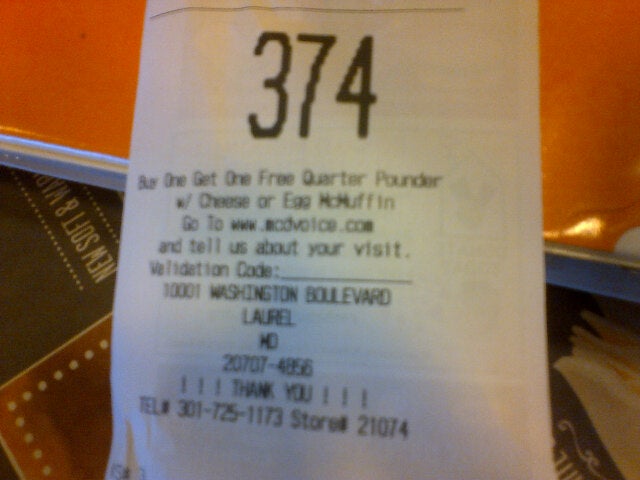 374
Buy One Get One Free Quarter Pounder
w/ Cheese or Egg McMuffin
Go To www.mcdvoice.com
and tell us about your visit.
Validation Code:
10001 WASHINGTON BOULEVARD
LAUREL
MD
20707-4856
! ! ! THANK YOU ! ! !
TEL# 301-725-1173 Store# 21074
NEW SOFT &